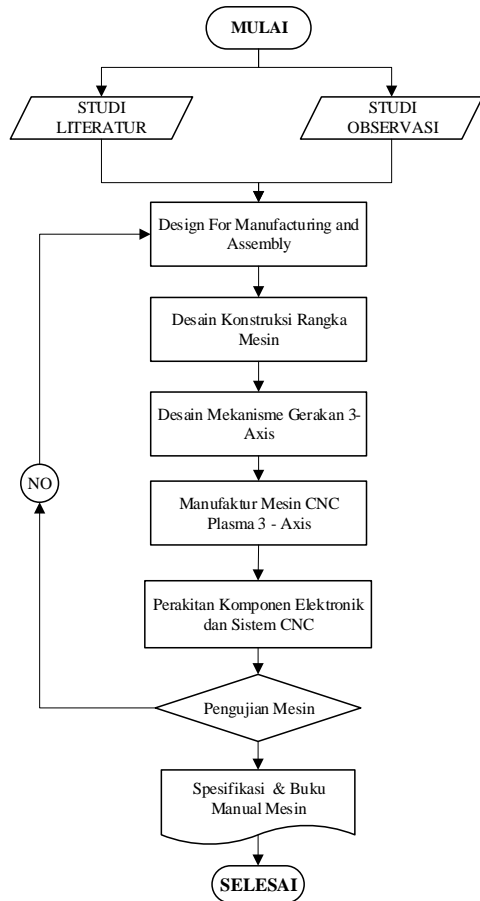 MULAI
STUDI
LITERATUR
STUDI
OBSERVASI
Design For Manufacturing and
Assembly
Desain Konstruksi Rangka
Mesin
Desain Mekanisme Gerakan 3-
Axis
NO
Manufaktur Mesin CNC
Plasma 3 - Axis
Perakitan Komponen Elektronik
dan Sistem CNC
Pengujian Mesin
Spesifikasi & Buku
Manual Mesin
SELESAI